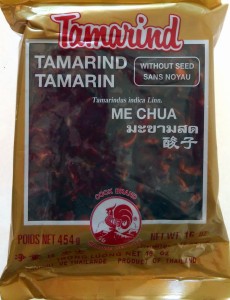 Tamarind
TAMARIND
TAMARIN
WITHOUT SEED
SANS NOYAU
Tamarindus indica Linn.
ME CHUA
มะขามสด
酸子
COCK BRAND
POIDS NET 454 g
NET WT. 16
PRODUCT OF THAILAND